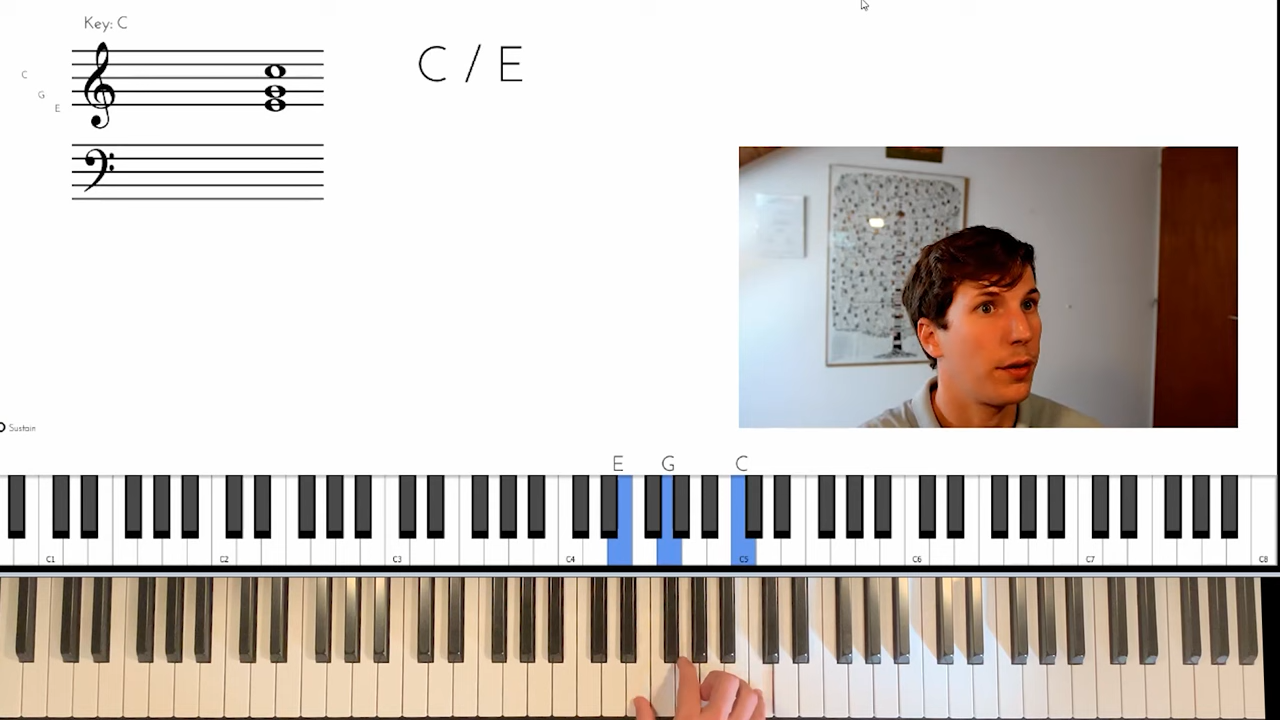 Key: C
C / E
C
G
E
Sustain
E G C
C1 C2 C3 C4 C5 C6 C7 C8